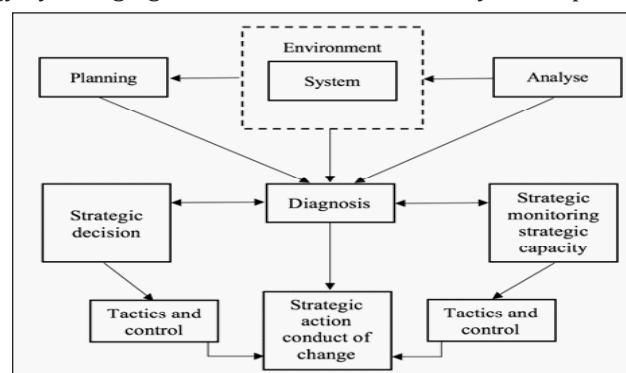 Environment
Planning
System
Analyse
Strategic
decision
Diagnosis
Strategic
monitoring
strategic
capacity
Tactics and
control
Strategic
action
conduct of
change
Tactics and
control